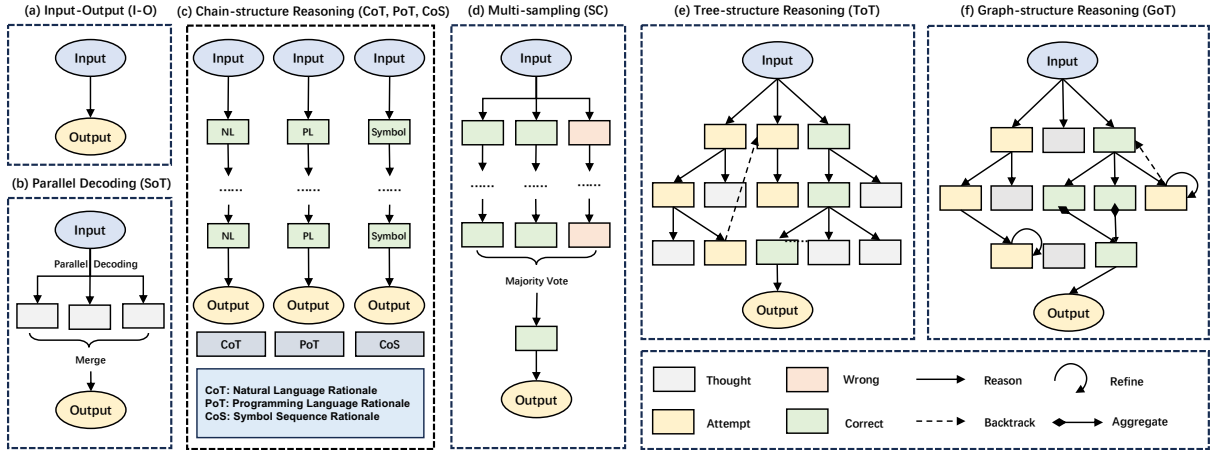 (a) Input-Output (I-O)
Input
Output
(b) Parallel Decoding (SoT)
Input
Parallel Decoding
Merge
Output
(c) Chain-structure Reasoning (CoT, PoT, CoS)
Input Input Input
NL PL Symbol
...... ...... ......
NL PL Symbol
Output Output Output
CoT PoT CoS
CoT: Natural Language Rationale
PoT: Programming Language Rationale
CoS: Symbol Sequence Rationale
(d) Multi-sampling (SC)
Input
...... ...... ......
Majority Vote
Output
(e) Tree-structure Reasoning (ToT)
Input
......
Output
(f) Graph-structure Reasoning (GoT)
Input
Output
Thought Wrong Reason Refine
Attempt Correct Backtrack Aggregate